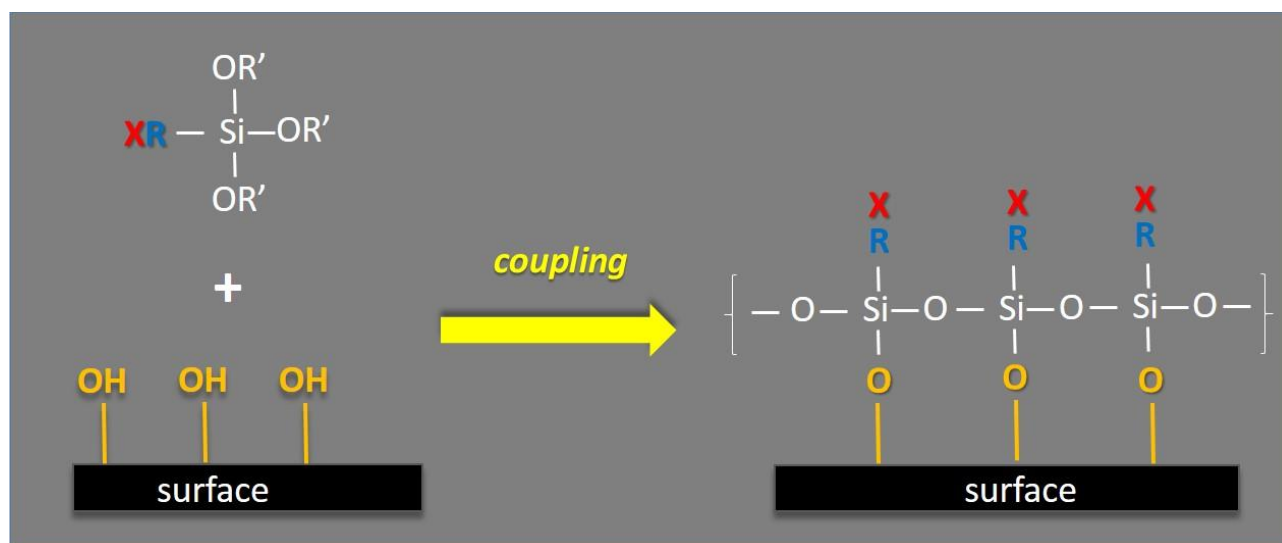 OR’
XR — Si—OR’
OR’
+
OH OH OH
surface
coupling
X X X
R R R
— O — Si—O — Si—O — Si—O —
O O O
surface